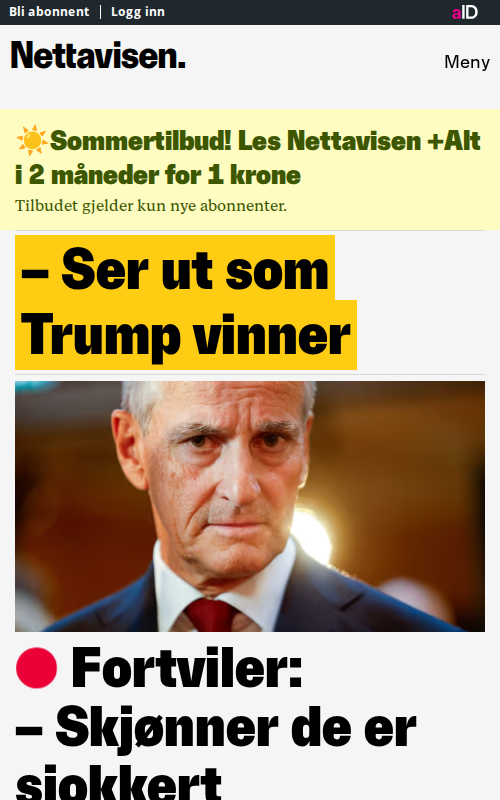 Bli abonnent | Logg inn
aID
Nettavisen.
Meny
☀️Sommertilbud! Les Nettavisen +Alt
i 2 måneder for 1 krone
Tilbudet gjelder kun nye abonnenter.
– Ser ut som
Trump vinner
Fortviler:
– Skjønner de er
sjokkert